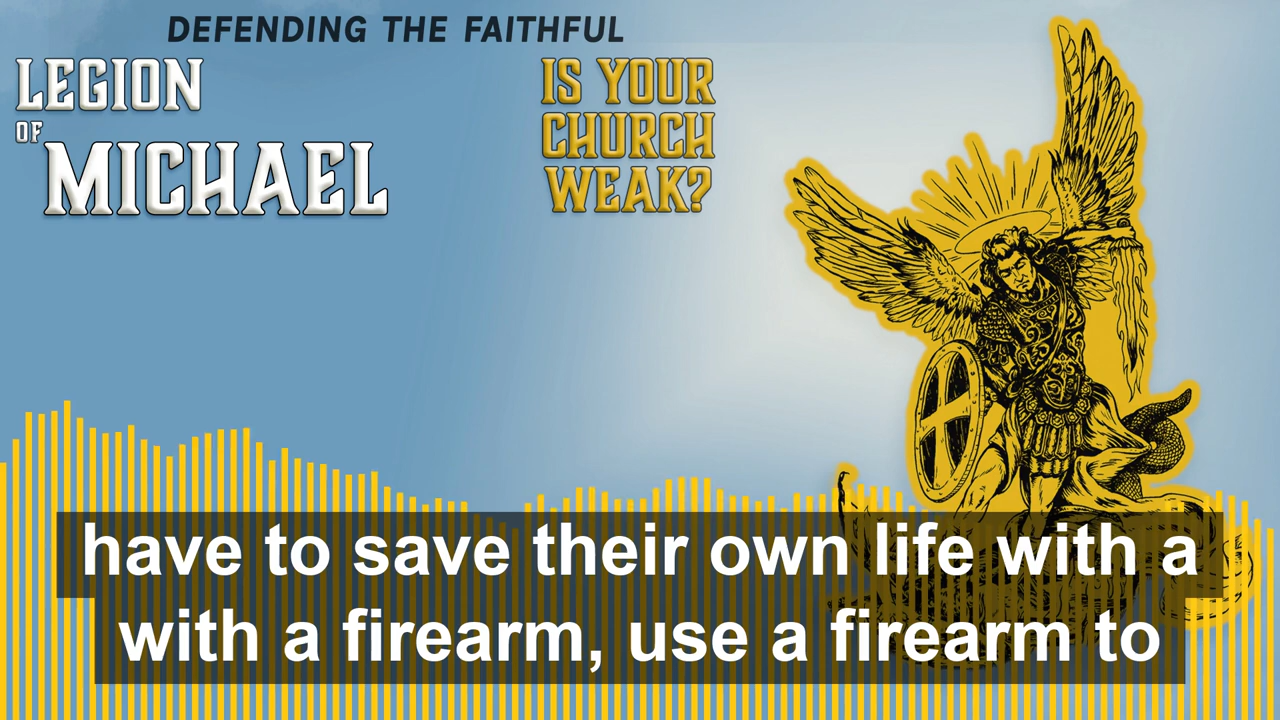 DEFENDING THE FAITHFUL
LEGION
OF
MICHAEL
IS YOUR
CHURCH
WEAK?
have to save their own life with a
with a firearm, use a firearm to